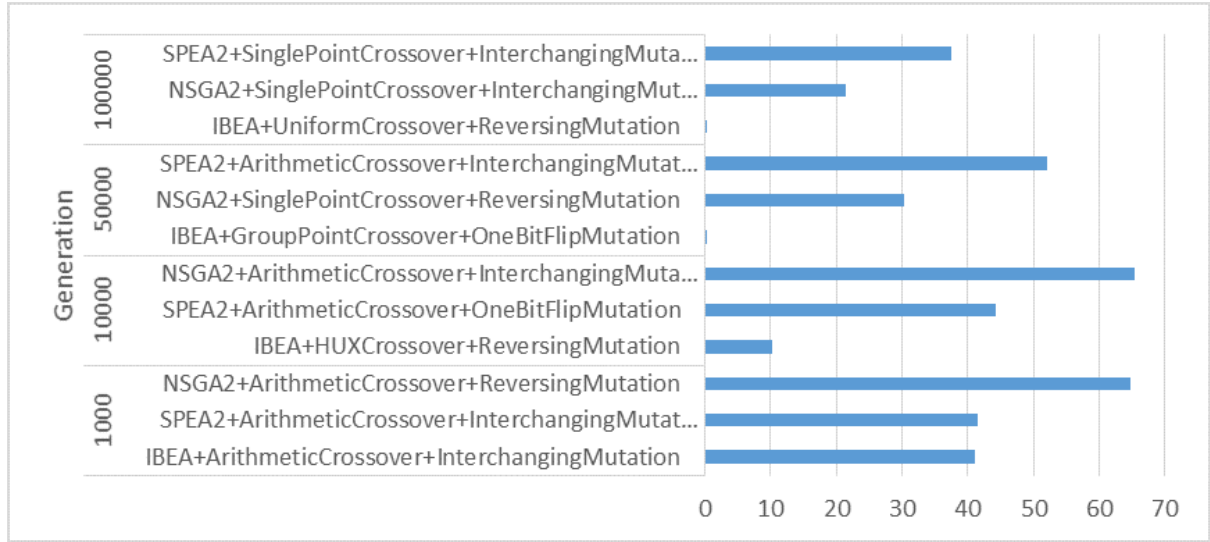 Generation
100000
SPEA2+SinglePointCrossover+InterchangingMuta...
NSGA2+SinglePointCrossover+InterchangingMut...
IBEA+UniformCrossover+ReversingMutation
50000
SPEA2+ArithmeticCrossover+InterchangingMutat...
NSGA2+SinglePointCrossover+ReversingMutation
IBEA+GroupPointCrossover+OneBitFlipMutation
10000
NSGA2+ArithmeticCrossover+InterchangingMuta...
SPEA2+ArithmeticCrossover+OneBitFlipMutation
IBEA+HUXCrossover+ReversingMutation
1000
NSGA2+ArithmeticCrossover+ReversingMutation
SPEA2+ArithmeticCrossover+InterchangingMutat...
IBEA+ArithmeticCrossover+InterchangingMutation
0 10 20 30 40 50 60 70